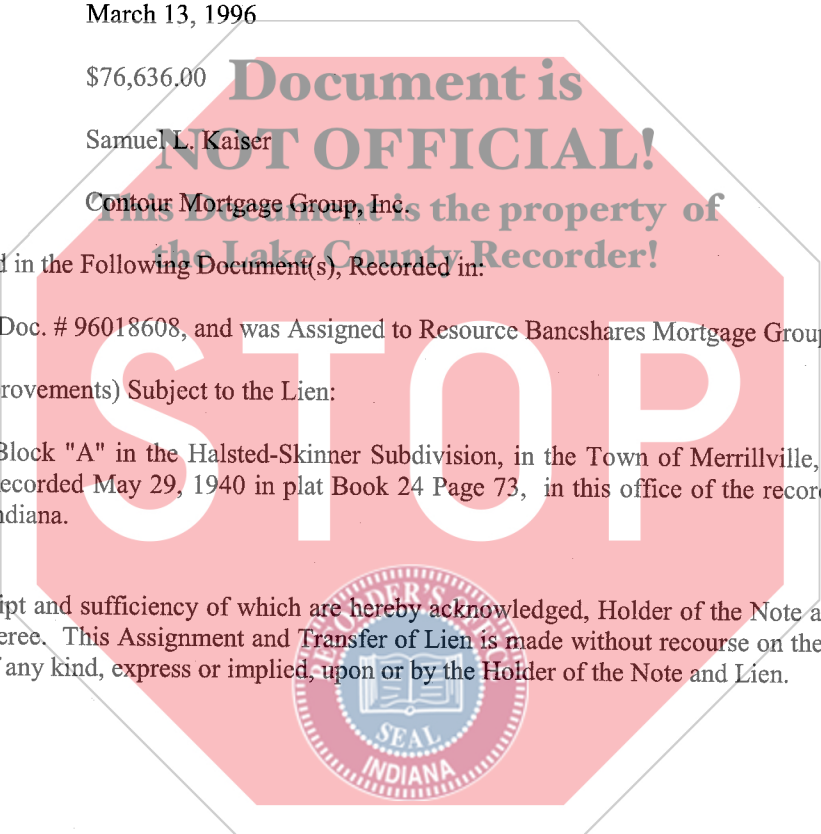 March 13, 1996
$76,636.00
Document is
Samuel L. Kaiser
NOT OFFICIAL!
Contour Mortgage Group, Inc.
This Document is the property of
the Lake County Recorder!
d in the Following Document(s), Recorded in:
Doc. # 96018608, and was Assigned to Resource Bancshares Mortgage Group
STOP
rovements) Subject to the Lien:
Block "A" in the Halsted-Skinner Subdivision, in the Town of Merrillville,
ecorded May 29, 1940 in plat Book 24 Page 73, in this office of the recor
ndiana.
RECORDER'S OFFICE
ipt and sufficiency of which are hereby acknowledged, Holder of the Note a
eree. This Assignment and Transfer of Lien is made without recourse on the
any kind, express or implied, upon or by the Holder of the Note and Lien.
SEAL
INDIANA